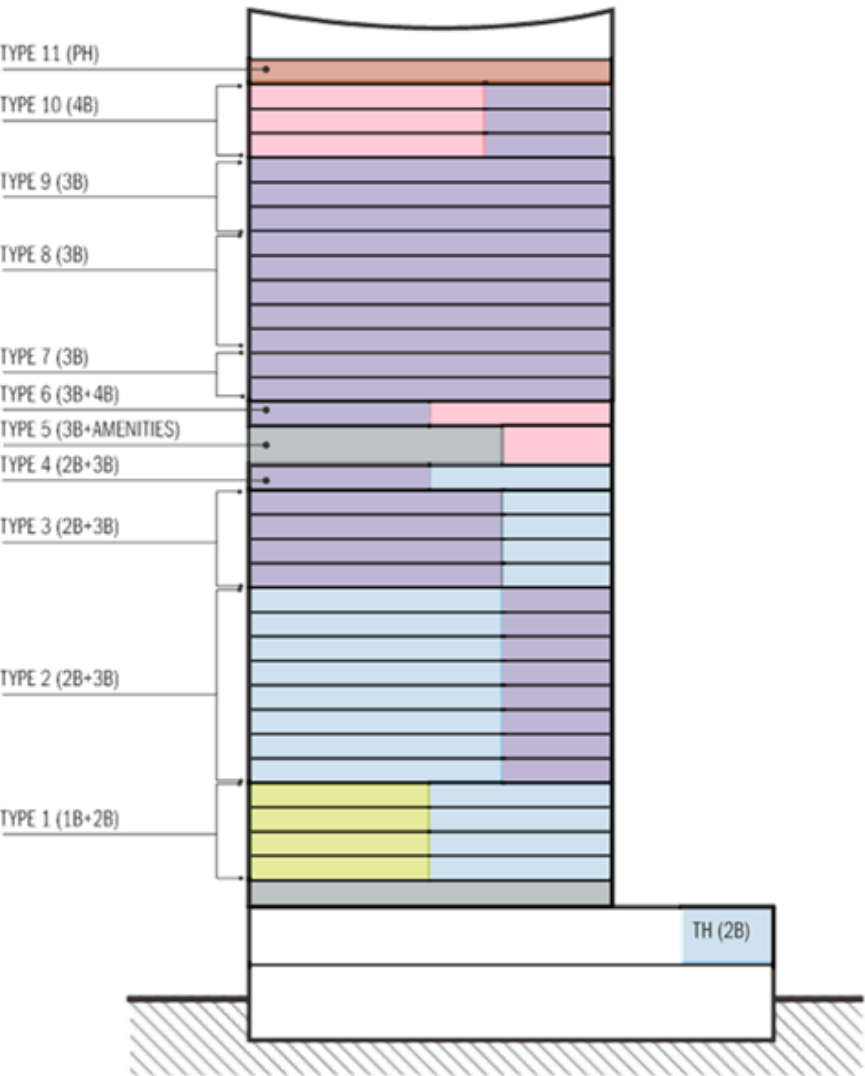 TYPE 11 (PH)
TYPE 10 (4B)
TYPE 9 (3B)
TYPE 8 (3B)
TYPE 7 (3B)
TYPE 6 (3B+4B)
TYPE 5 (3B+AMENITIES)
TYPE 4 (2B+3B)
TYPE 3 (2B+3B)
TYPE 2 (2B+3B)
TYPE 1 (1B+2B)
TH (2B)